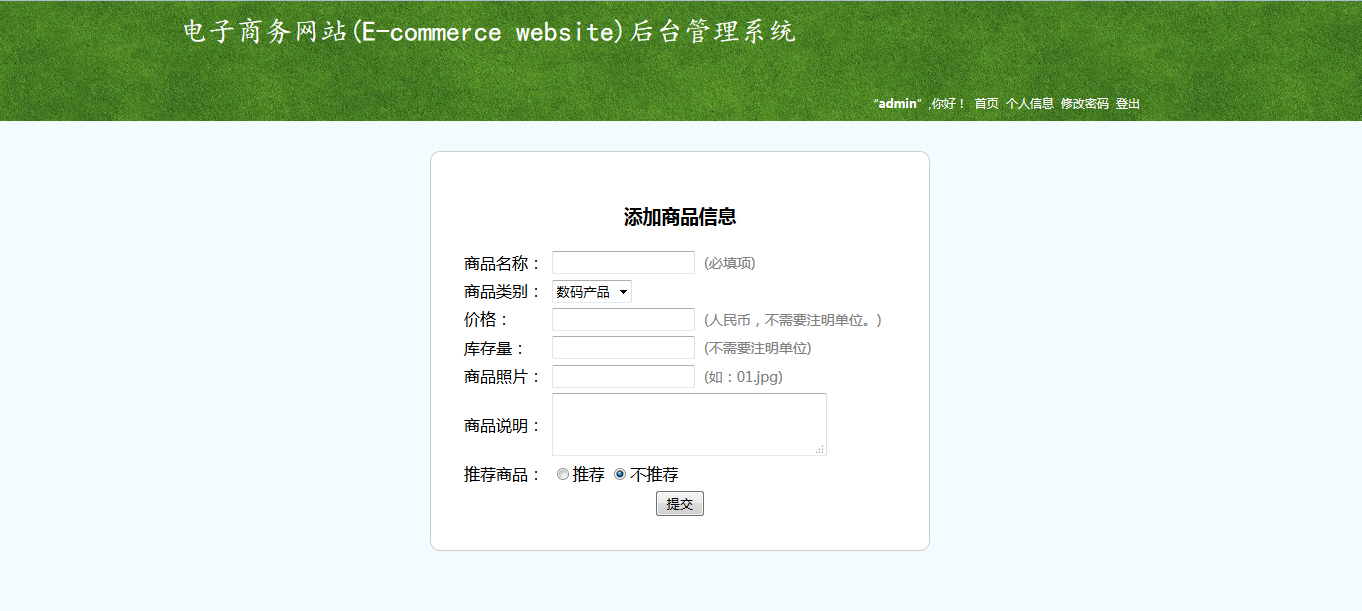 电子商务网站(E-commerce website)后台管理系统
“admin”,你好！ 首页 个人信息 修改密码 登出
添加商品信息
商品名称： (必填项)
商品类别： 数码产品
价格： (人民币，不需要注明单位。)
库存量： (不需要注明单位)
商品照片： (如：01.jpg)
商品说明：
推荐商品： 推荐 不推荐
提交